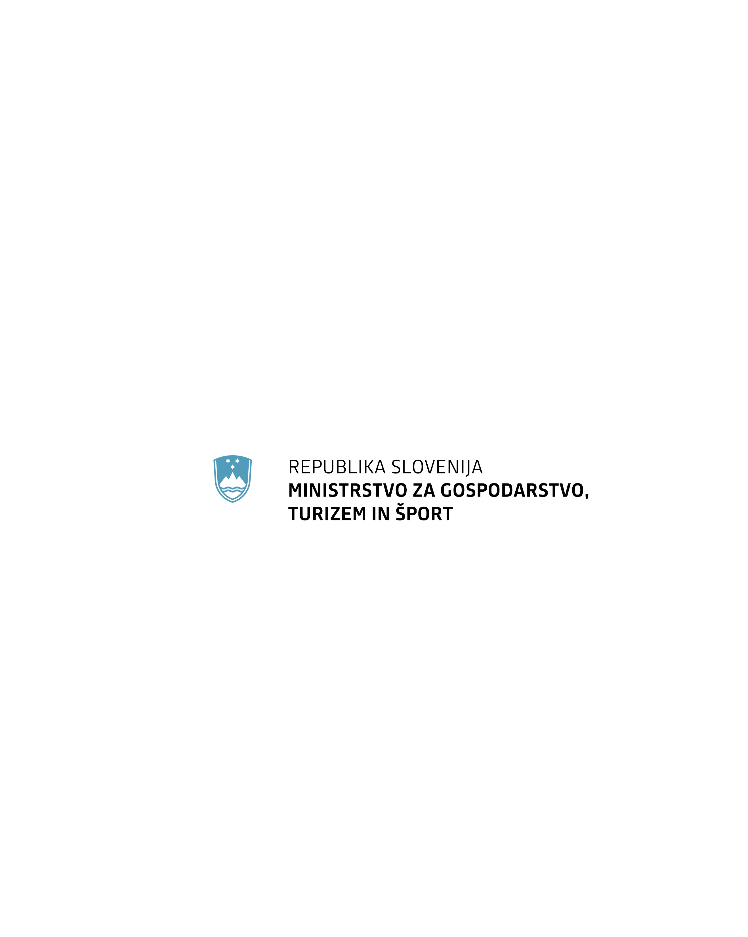 REPUBLIKA SLOVENIJA
MINISTRSTVO ZA GOSPODARSTVO,
TURIZEM IN ŠPORT